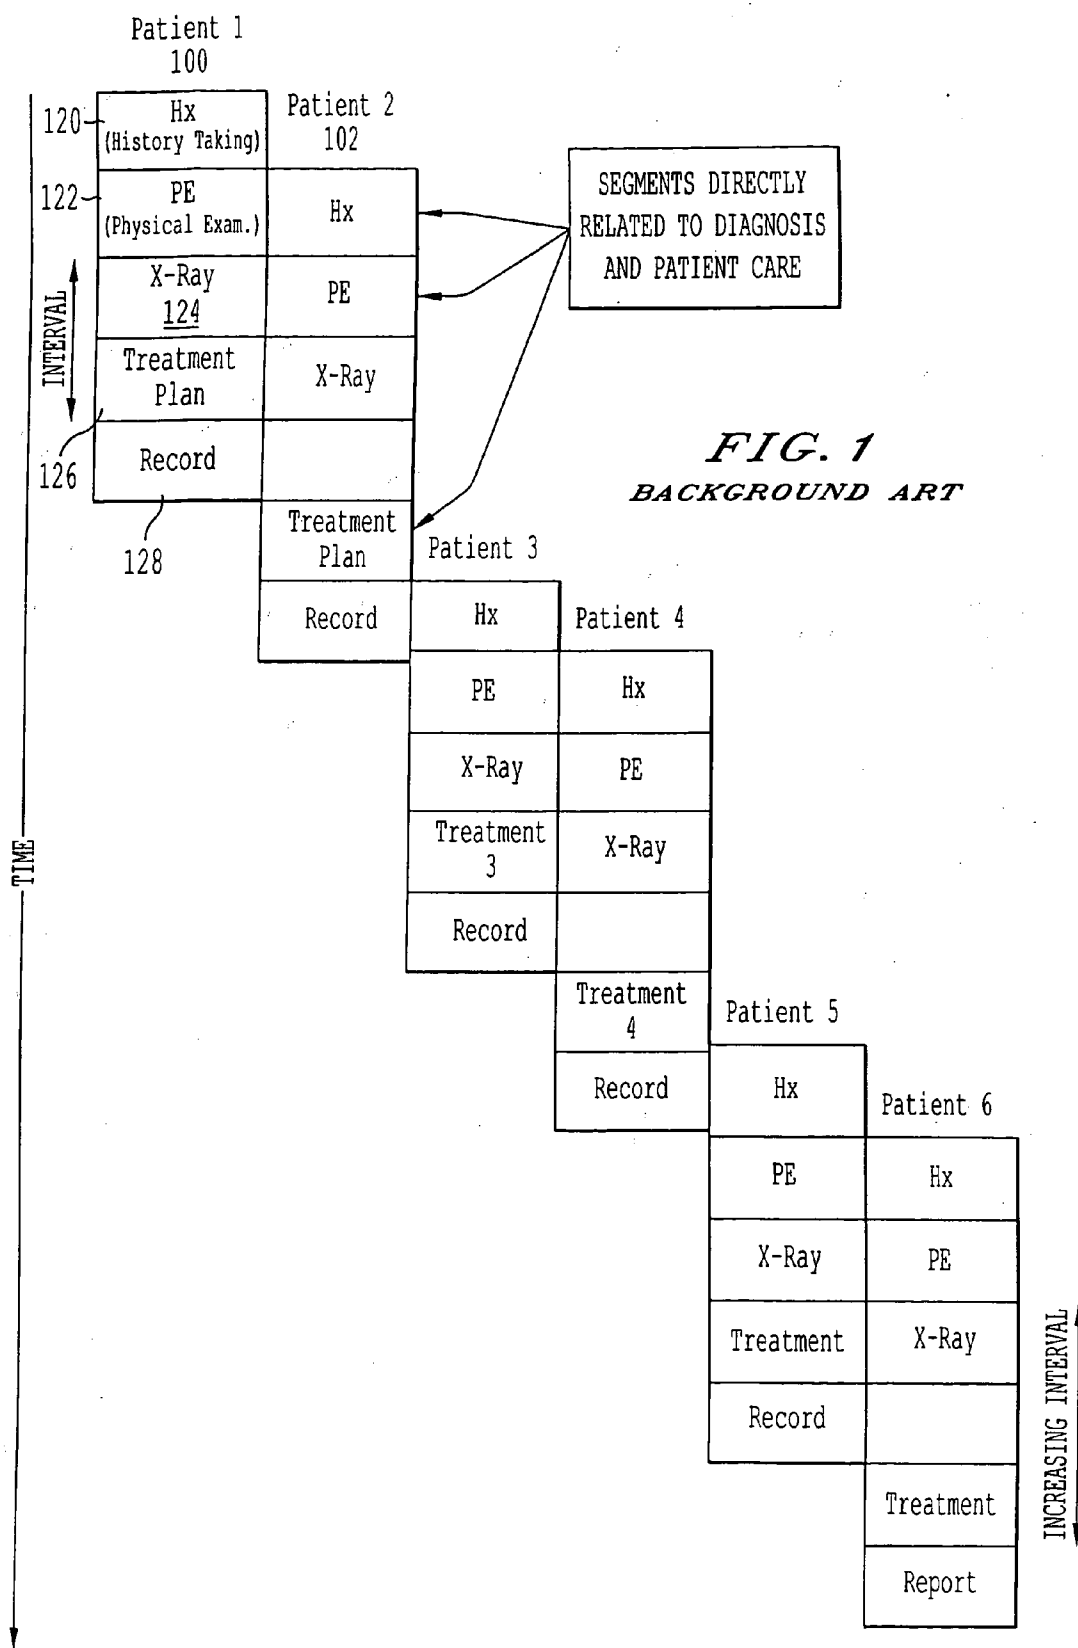 Patient 1
100
Patient 2
102
120
Hx
(History Taking)
122
PE
(Physical Exam.)
Hx
SEGMENTS DIRECTLY
RELATED TO DIAGNOSIS
AND PATIENT CARE
INTERVAL
X-Ray
124
PE
Treatment
Plan
X-Ray
126
Record
128
FIG. 1
BACKGROUND ART
Treatment
Plan
Patient 3
Record
Hx
Patient 4
PE
Hx
X-Ray
PE
TIME
Treatment
3
X-Ray
Record
Treatment
4
Patient 5
Record
Hx
Patient 6
PE
Hx
X-Ray
PE
Treatment
X-Ray
INCREASING INTERVAL
Record
Treatment
Report